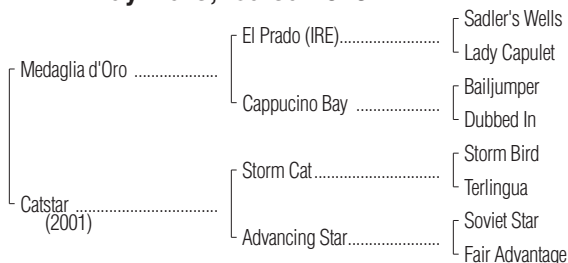 Sadler's Wells
El Prado (IRE)
Lady Capulet
Medaglia d'Oro
Bailjumper
Cappucino Bay
Dubbed In
Storm Bird
Storm Cat
Terlingua
Catstar
(2001)
Soviet Star
Advancing Star
Fair Advantage